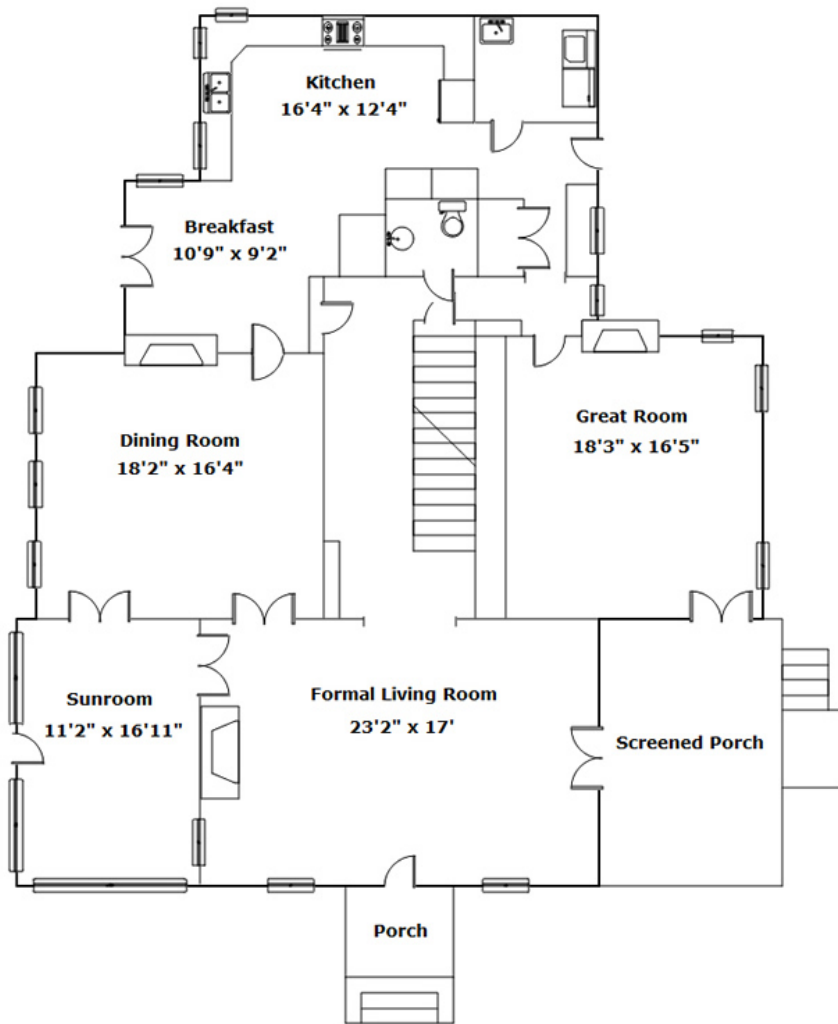 Kitchen
16'4" x 12'4"
Breakfast
10'9" x 9'2"
Dining Room
18'2" x 16'4"
Great Room
18'3" x 16'5"
Sunroom
11'2" x 16'11"
Formal Living Room
23'2" x 17'
Screened Porch
Porch